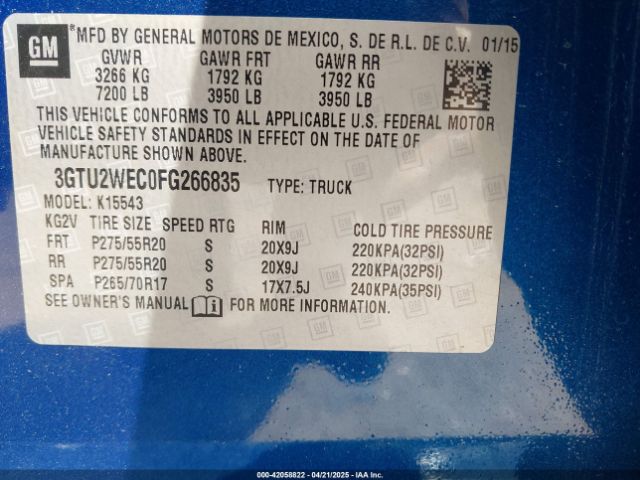 GM
*MFD BY GENERAL MOTORS DE MEXICO, S. DE R.L. DE C.V. 01/15
GVWR GAWR FRT GAWR RR
3266 KG 1792 KG 1792 KG
7200 LB 3950 LB 3950 LB
THIS VEHICLE CONFORMS TO ALL APPLICABLE U.S. FEDERAL MOTOR
VEHICLE SAFETY STANDARDS IN EFFECT ON THE DATE OF
MANUFACTURE SHOWN ABOVE.
3GTU2WEC0FG266835 TYPE: TRUCK
MODEL: K15543
KG2V TIRE SIZE SPEED RTG RIM COLD TIRE PRESSURE
FRT P275/55R20 S 20X9J 220KPA(32PSI)
RR P275/55R20 S 20X9J 220KPA(32PSI)
SPA P265/70R17 S 17X7.5J 240KPA(35PSI)
SEE OWNER'S MANUAL FOR MORE INFORMATION.
000-42058822 - 04/21/2025 - IAA Inc.